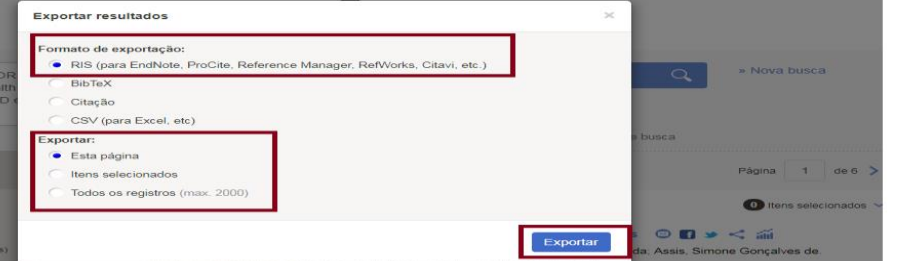 Exportar resultados
×
Formato de exportação:
RIS (para EndNote, ProCite, Reference Manager, RefWorks, Citavi, etc.)
BibTeX
Citação
CSV (para Excel, etc)
Exportar:
Esta página
Itens selecionados
Todos os registros (max. 2000)
Exportar
» Nova busca
busca
Página 1 de 6 >
0 Itens selecionados
da; Assis, Simone Gonçalves de.